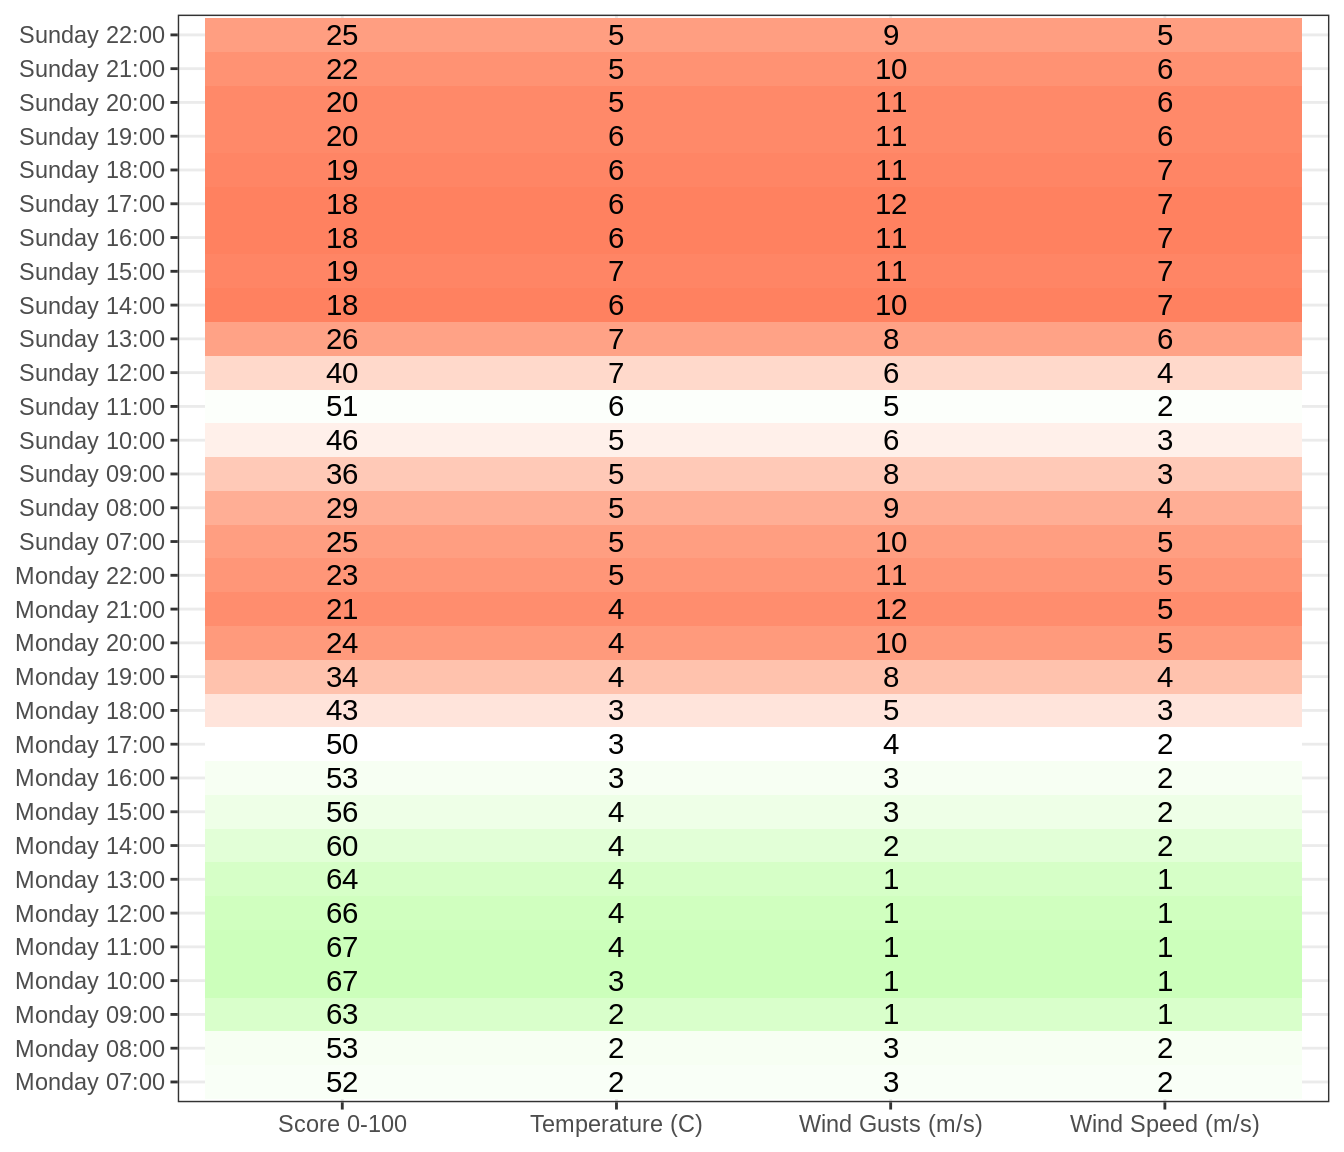 Sunday 22:00 25 5 9 5
Sunday 21:00 22 5 10 6
Sunday 20:00 20 5 11 6
Sunday 19:00 20 6 11 6
Sunday 18:00 19 6 11 7
Sunday 17:00 18 6 12 7
Sunday 16:00 18 6 11 7
Sunday 15:00 19 7 11 7
Sunday 14:00 18 6 10 7
Sunday 13:00 26 7 8 6
Sunday 12:00 40 7 6 4
Sunday 11:00 51 6 5 2
Sunday 10:00 46 5 6 3
Sunday 09:00 36 5 8 3
Sunday 08:00 29 5 9 4
Sunday 07:00 25 5 10 5
Monday 22:00 23 5 11 5
Monday 21:00 21 4 12 5
Monday 20:00 24 4 10 5
Monday 19:00 34 4 8 4
Monday 18:00 43 3 5 3
Monday 17:00 50 3 4 2
Monday 16:00 53 3 3 2
Monday 15:00 56 4 3 2
Monday 14:00 60 4 2 2
Monday 13:00 64 4 1 1
Monday 12:00 66 4 1 1
Monday 11:00 67 4 1 1
Monday 10:00 67 3 1 1
Monday 09:00 63 2 1 1
Monday 08:00 53 2 3 2
Monday 07:00 52 2 3 2
Score 0-100 Temperature (C) Wind Gusts (m/s) Wind Speed (m/s)